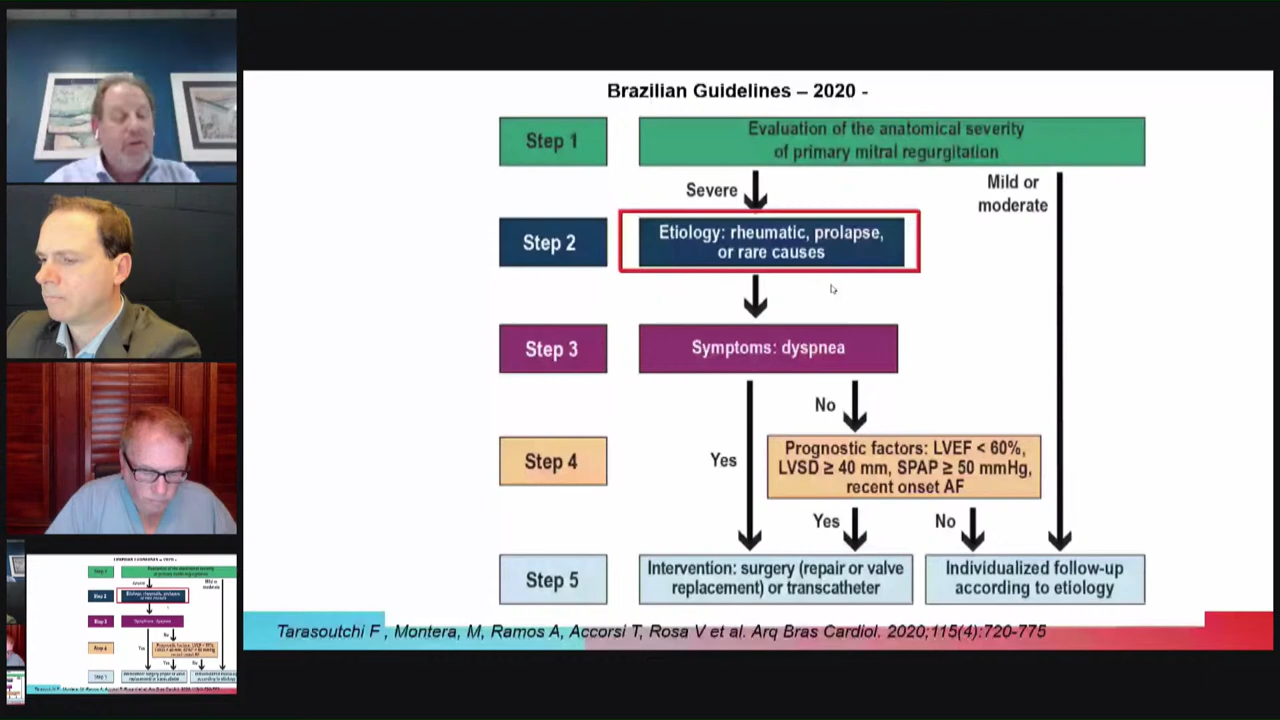 Brazilian Guidelines – 2020 -
Step 1
Evaluation of the anatomical severity
of primary mitral regurgitation
Severe
Mild or
moderate
Step 2
Etiology: rheumatic, prolapse,
or rare causes
Step 3
Symptoms: dyspnea
No
Step 4
Prognostic factors: LVEF < 60%,
LVSD ≥ 40 mm, SPAP ≥ 50 mmHg,
recent onset AF
Yes
Yes
No
Step 5
Intervention: surgery (repair or valve
replacement) or transcatheter
Individualized follow-up
according to etiology
Tarasoutchi F , Montera, M, Ramos A, Accorsi T, Rosa V et al. Arq Bras Cardiol. 2020;115(4):720-775